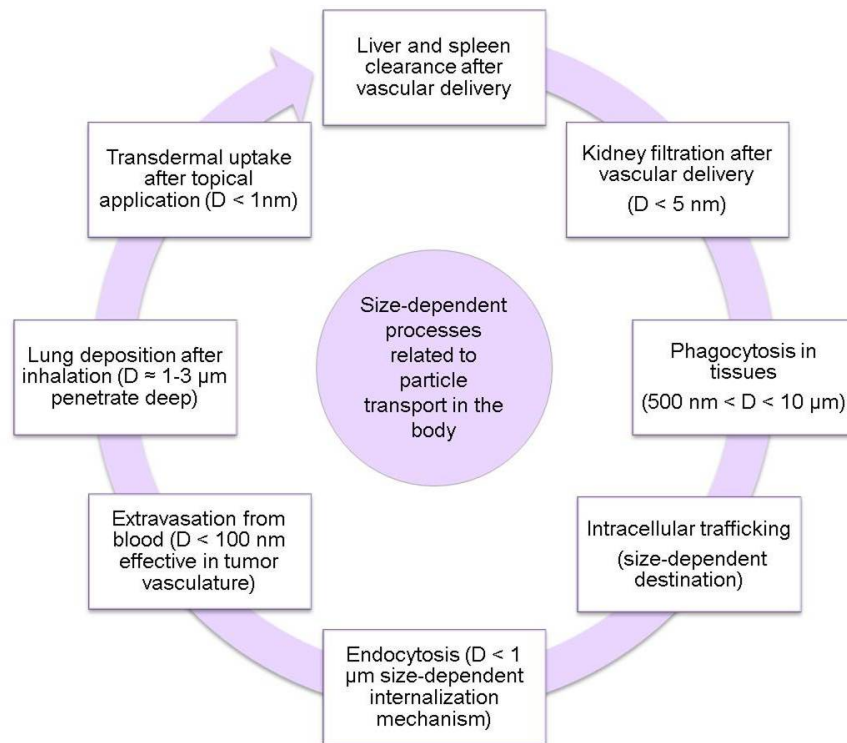 Liver and spleen
clearance after
vascular delivery
Kidney filtration after
vascular delivery
(D < 5 nm)
Phagocytosis in
tissues
(500 nm < D < 10 μm)
Intracellular trafficking
(size-dependent
destination)
Endocytosis (D < 1
μm size-dependent
internalization
mechanism)
Extravasation from
blood (D < 100 nm
effective in tumor
vasculature)
Lung deposition after
inhalation (D ≈ 1-3 μm
penetrate deep)
Transdermal uptake
after topical
application (D < 1nm)
Size-dependent
processes
related to
particle
transport in the
body